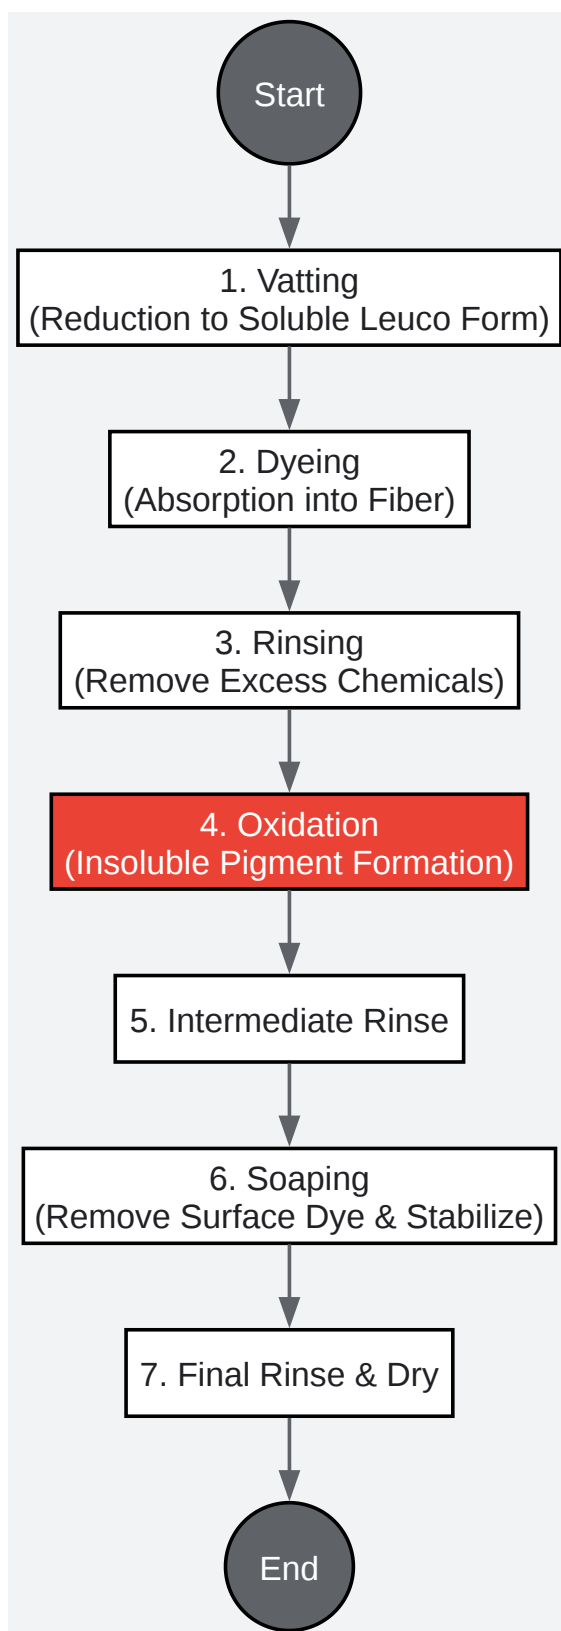 Start
1. Vatting
(Reduction to Soluble Leuco Form)
2. Dyeing
(Absorption into Fiber)
3. Rinsing
(Remove Excess Chemicals)
4. Oxidation
(Insoluble Pigment Formation)
5. Intermediate Rinse
6. Soaping
(Remove Surface Dye & Stabilize)
7. Final Rinse & Dry
End